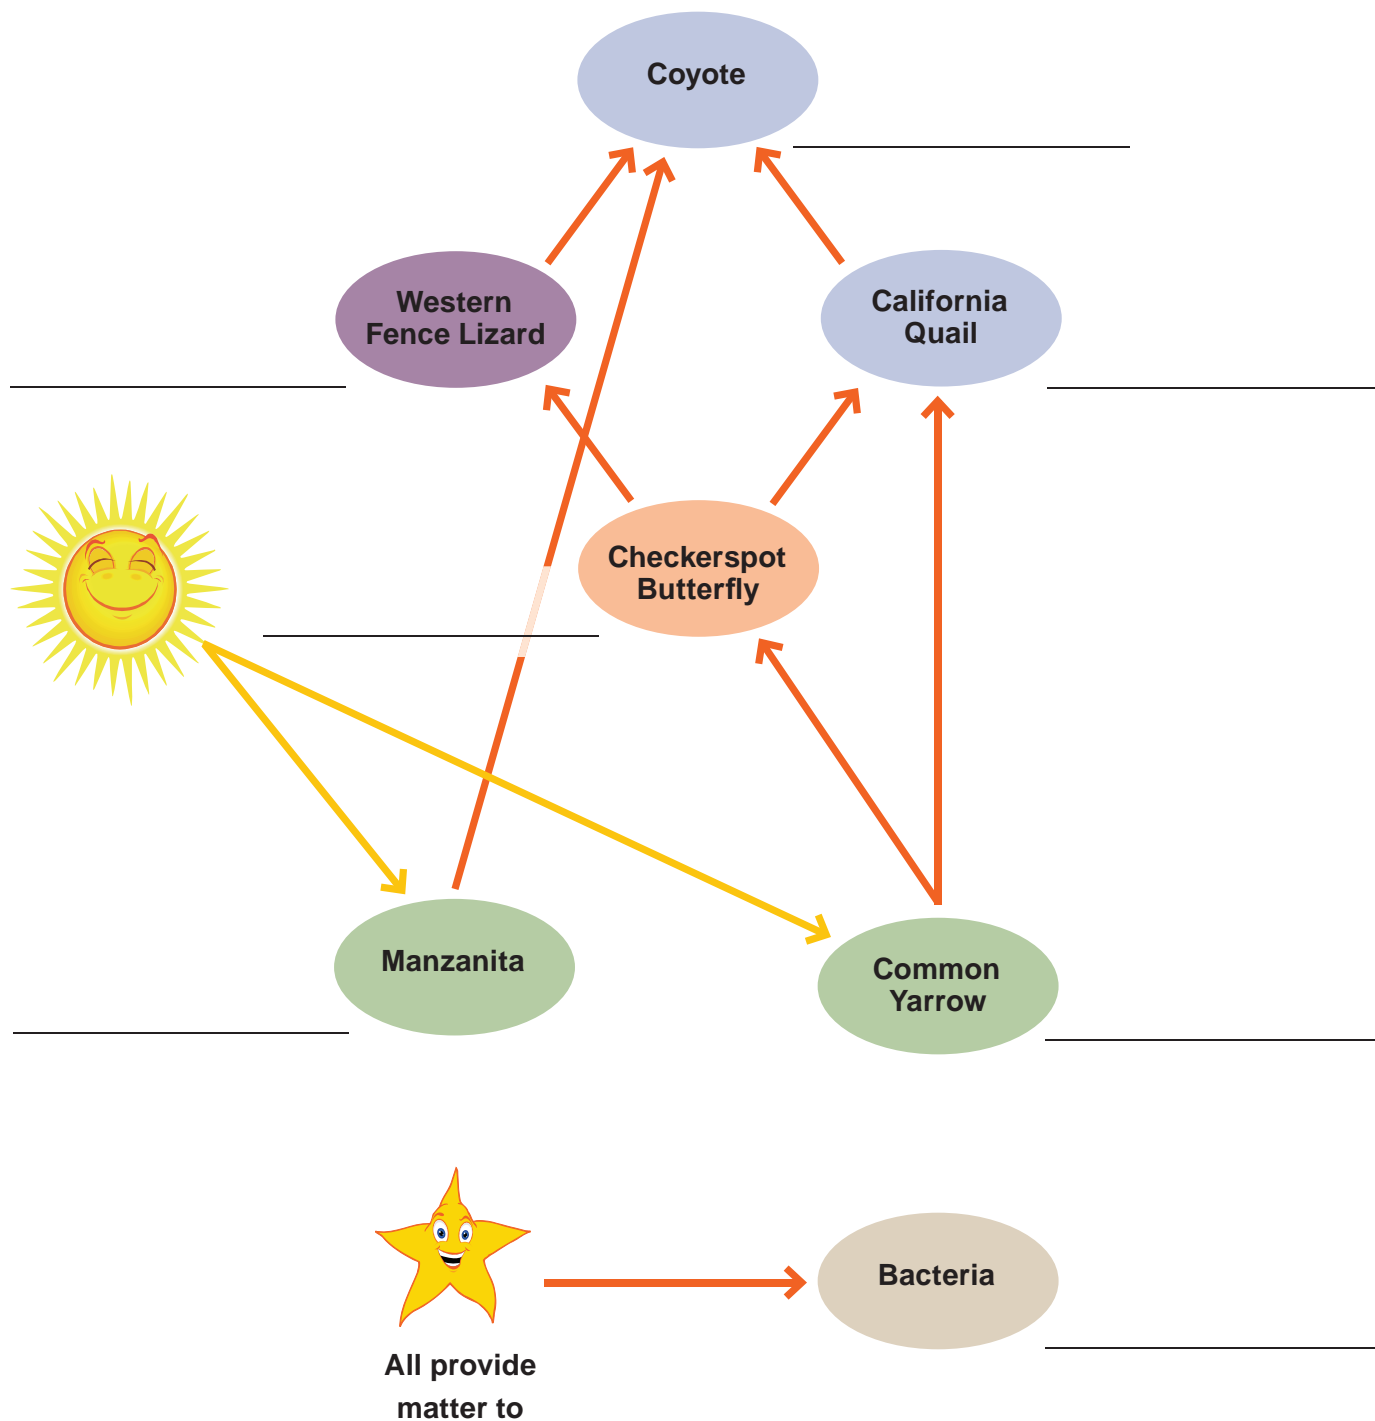 Coyote
Western
Fence Lizard
California
Quail
Checkerspot
Butterfly
Manzanita
Common
Yarrow
Bacteria
All provide
matter to